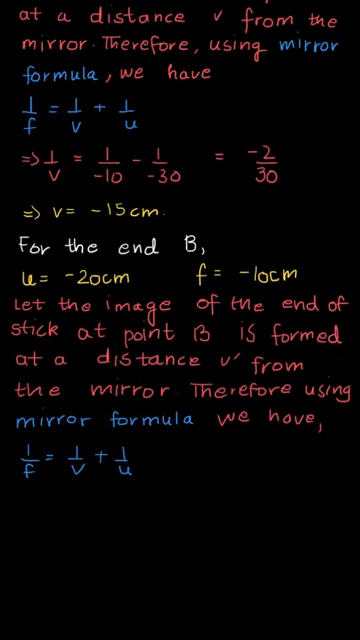 at a distance v from the
mirror. Therefore, using mirror
formula, we have
1/f = 1/v + 1/u
=> 1/v = 1/-10 - 1/-30 = -2/30
=> v = -15cm.
For the end B,
u = -20cm f = -10cm
Let the image of the end of
stick at point B is formed
at a distance v' from
the mirror. Therefore using
mirror formula we have,
1/f = 1/v + 1/u